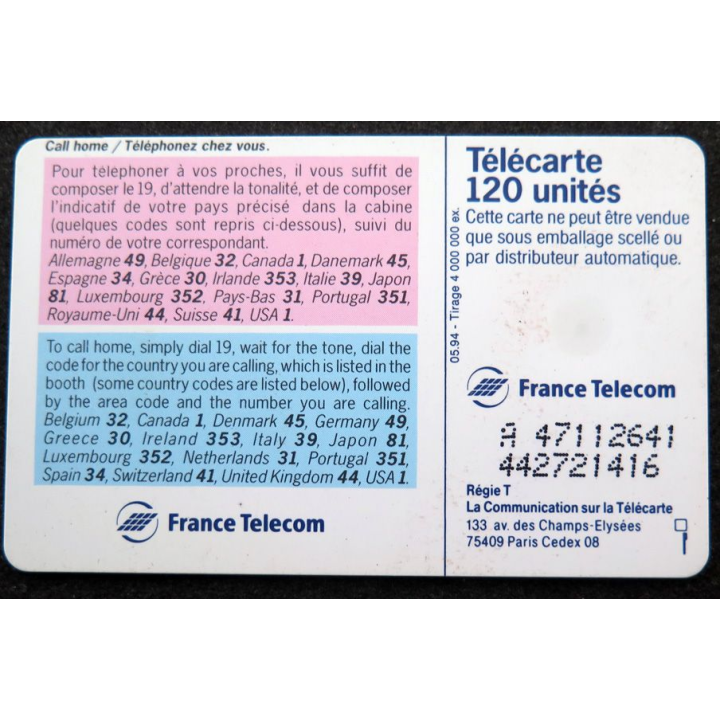 Call home / Téléphonez chez vous.
Pour téléphoner à vos proches, il vous suffit de
composer le 19, d'attendre la tonalité, et de composer
l'indicatif de votre pays précisé dans la cabine
(quelques codes sont repris ci-dessous), suivi du
numéro de votre correspondant.
Allemagne 49, Belgique 32, Canada 1, Danemark 45,
Espagne 34, Grèce 30, Irlande 353, Italie 39, Japon
81, Luxembourg 352, Pays-Bas 31, Portugal 351,
Royaume-Uni 44, Suisse 41, USA 1.
To call home, simply dial 19, wait for the tone, dial the
code for the country you are calling, which is listed in the
booth (some country codes are listed below), followed
by the area code and the number you are calling.
Belgium 32, Canada 1, Denmark 45, Germany 49,
Greece 30, Ireland 353, Italy 39, Japon 81,
Luxembourg 352, Netherlands 31, Portugal 351,
Spain 34, Switzerland 41, United Kingdom 44, USA 1.
France Telecom
05.94 - Tirage 4 000 000 ex.
Télécarte
120 unités
Cette carte ne peut être vendue
que sous emballage scellé ou
par distributeur automatique.
France Telecom
A 47112641
442721416
Régie T
La Communication sur la Télécarte
133 av. des Champs-Elysées
75409 Paris Cedex 08